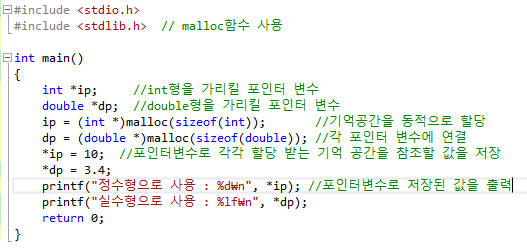 #include <stdio.h>
#include <stdlib.h>  // malloc함수 사용
int main()
{
    int *ip;     //int형을 가리킬 포인터 변수
    double *dp;  //double형을 가리킬 포인터 변수
    ip = (int *)malloc(sizeof(int));       //기억공간을 동적으로 할당
    dp = (double *)malloc(sizeof(double)); //각 포인터 변수에 연결
    *ip = 10;  //포인터변수로 각각 할당 받는 기억 공간을 참조할 값을 저장
    *dp = 3.4;
    printf("정수형으로 사용 : %d₩n", *ip); //포인터변수로 저장된 값을 출력
    printf("실수형으로 사용 : %lf₩n", *dp);
    return 0;
}